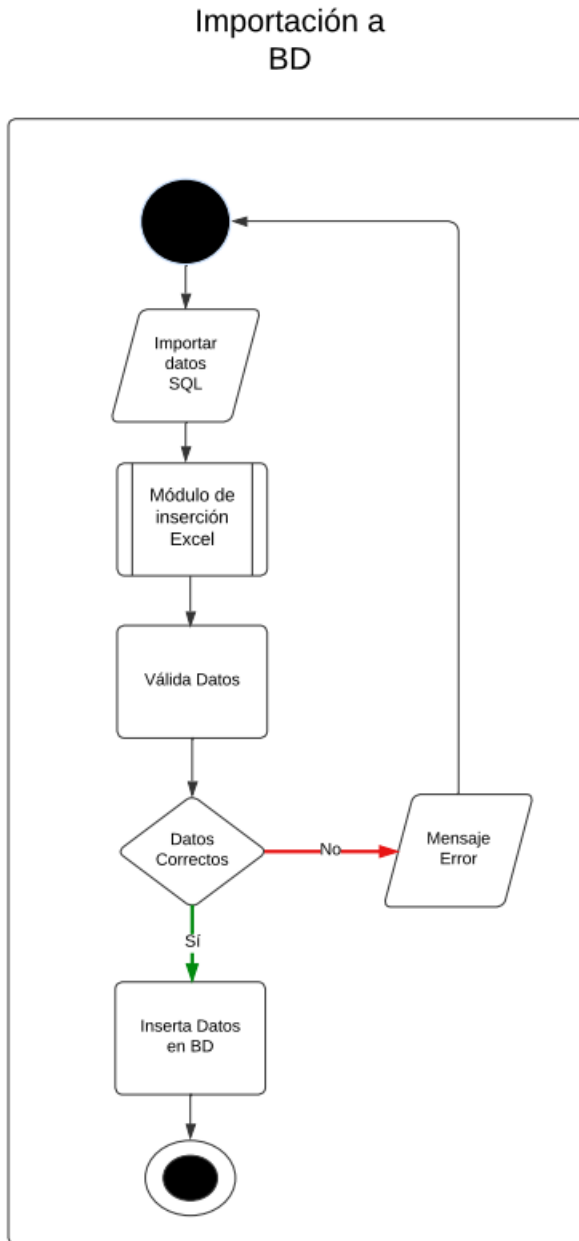 Importación a
BD
Importar
datos
SQL
Módulo de
inserción
Excel
Válida Datos
Datos
Correctos
No
Mensaje
Error
Sí
Inserta Datos
en BD